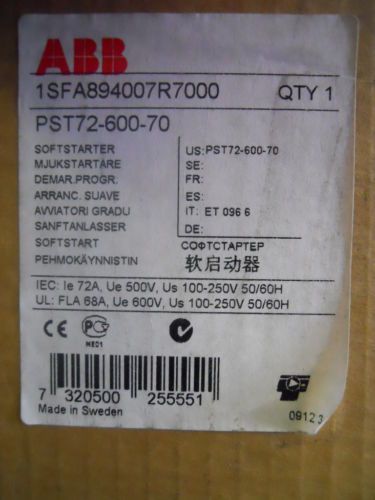 ABB
1SFA894007R7000 QTY 1
PST72-600-70
SOFTSTARTER US: PST72-600-70
MJUKSTARTARE SE:
DEMAR.PROGR. FR:
ARRANC. SUAVE ES:
AVVIATORI GRADU IT: ET 096 6
SANFTANLASSER DE:
SOFTSTART СОФТСТАРТЕР
PEHMOKÄYNNISTIN 软启动器
IEC: Ie 72A, Ue 500V, Us 100-250V 50/60H
UL: FLA 68A, Ue 600V, Us 100-250V 50/60H
CE
ME01
7 320500 255551
Made in Sweden
0912 3